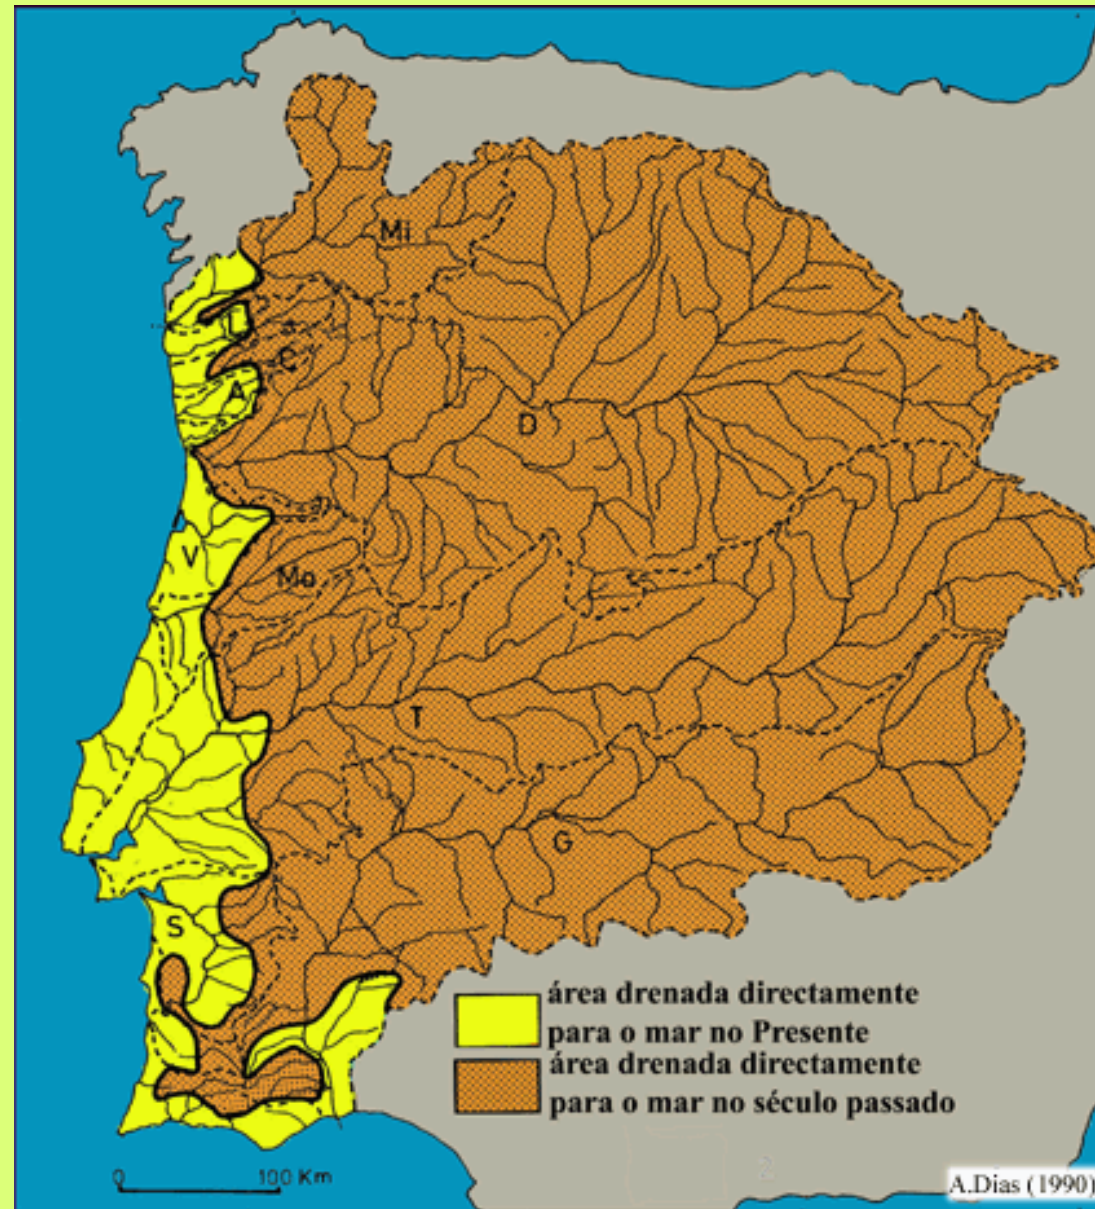 Mi
L
C
A
D
V
Mo
T
G
S
área drenada directamente
para o mar no Presente
área drenada directamente
para o mar no século passado
0 100 Km
2
A.Dias (1990)